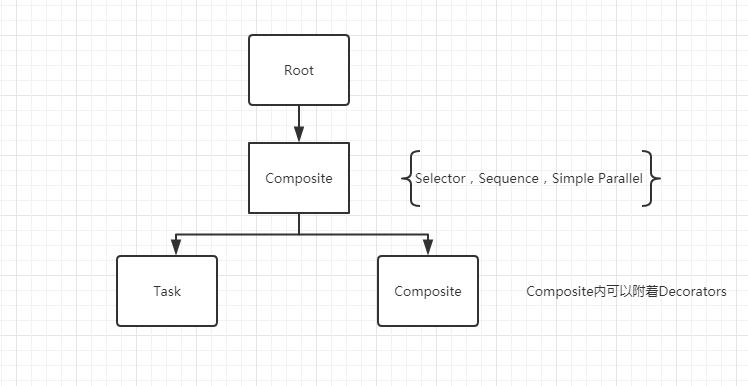 Root
Composite
Selector，Sequence，Simple Parallel
Task
Composite
Composite内可以附着Decorators